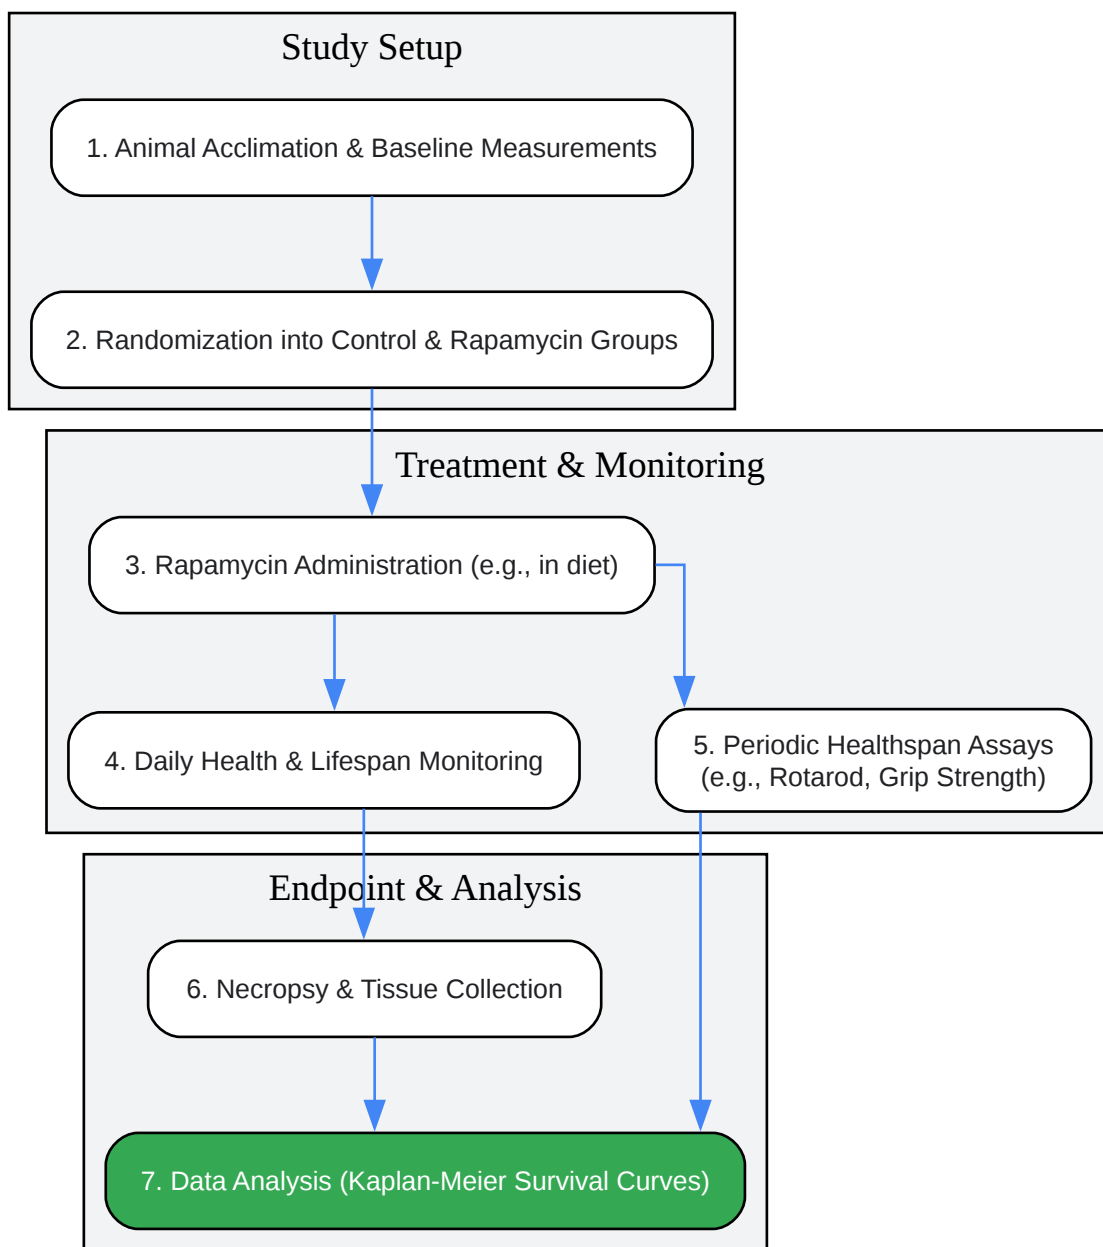 Study Setup
1. Animal Acclimation & Baseline Measurements
2. Randomization into Control & Rapamycin Groups
Treatment & Monitoring
3. Rapamycin Administration (e.g., in diet)
4. Daily Health & Lifespan Monitoring
5. Periodic Healthspan Assays
(e.g., Rotarod, Grip Strength)
Endpoint & Analysis
6. Necropsy & Tissue Collection
7. Data Analysis (Kaplan-Meier Survival Curves)